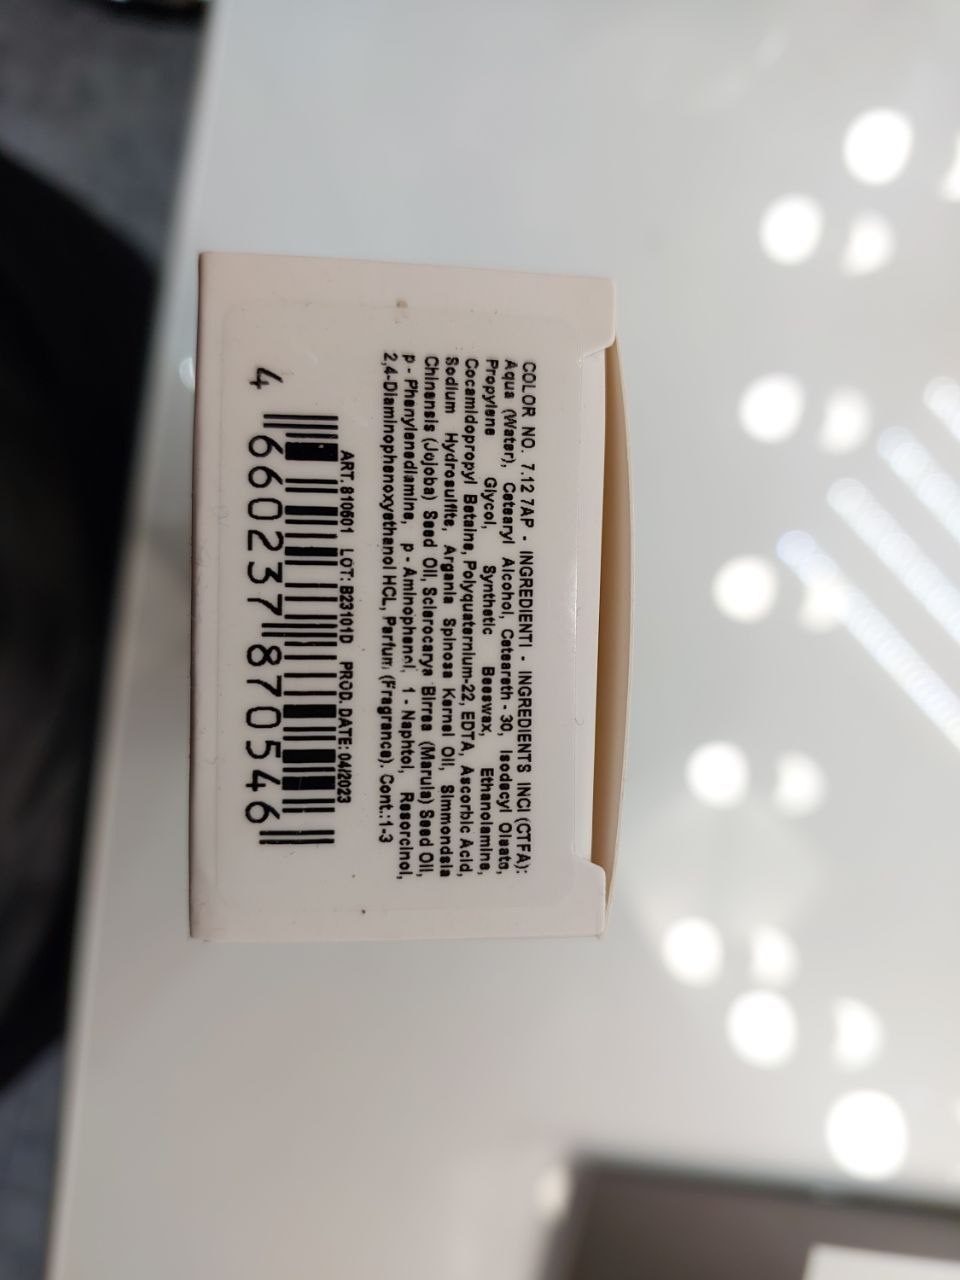 COLOR NO. 7.12 7AP - INGREDIENTI - INGREDIENTS INCI (CTFA):
Aqua (Water), Cetearyl Alcohol, Ceteareth - 30, Isodecyl Oleate,
Propylene Glycol, Synthetic Beeswax, Ethanolamine,
Cocamidopropyl Betaine, Polyquaternium-22, EDTA, Ascorbic Acid,
Sodium Hydrosulfite, Argania Spinosa Kernel Oil, Simmondsia
Chinensis (Jojoba) Seed Oil, Sclerocarya Birrea (Marula) Seed Oil,
p - Phenylenediamine, p - Aminophenol, 1 - Naphtol, Resorcinol,
2,4-Diaminophenoxyethanol HCL, Parfum (Fragrance). Cont.:1-3
ART. 810601 LOT: B23101D PROD. DATE: 04/2023
4 660237 870546